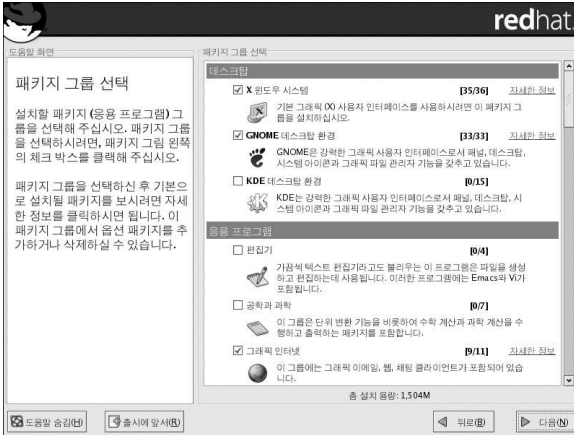 redhat.
도움말 화면
패키지 그룹 선택
설치할 패키지 (응용 프로그램) 그
룹을 선택해 주십시오. 패키지 그룹
을 선택하시려면, 패키지 그림 왼쪽
의 체크 박스를 클랙해 주십시오.
패키지 그룹을 선택하신 후 기본으
로 설치될 패키지를 보시려면 자세
한 정보를 클릭하시면 됩니다. 이
패키지 그룹에서 옵션 패키지를 추
가하거나 삭제하실 수 있습니다.
패키지 그룹 선택
데스크탑
X 윈도우 시스템 [35/36] 자세한 정보
기본 그래픽 (X) 사용자 인터페이스를 사용하시려면 이 패키지 그
룹을 설치하십시오.
GNOME 데스크탑 환경 [33/33] 자세한 정보
GNOME은 강력한 그래픽 사용자 인터페이스로서 패널, 데스크탑,
시스템 아이콘과 그래픽 파일 관리자 기능을 갖추고 있습니다.
KDE 데스크탑 환경 [0/15]
KDE는 강력한 그래픽 사용자 인터페이스로서 패널, 데스크탑, 시
스템 아이콘과 그래픽 파일 관리자 기능을 갖추고 있습니다.
응용 프로그램
편집기 [0/4]
가끔씩 텍스트 편집기라고도 불리우는 이 프로그램은 파일을 생성
하고 편집하는데 사용됩니다. 이러한 프로그램에는 Emacs와 Vi가
포함됩니다.
공학과 과학 [0/7]
이 그룹은 단위 변환 기능을 비롯하여 수학 계산과 과학 계산을 수
행하고 출력하는 패키지를 포함합니다.
그래픽 인터넷 [9/11] 자세한 정보
이 그룹에는 그래픽 이메일, 웹, 채팅 클라이언트가 포함되어 있습
니다.
총 설치 용량: 1,504M
도움말 숨김(H) 출시에 앞서(R) 뒤로(B) 다음(N)